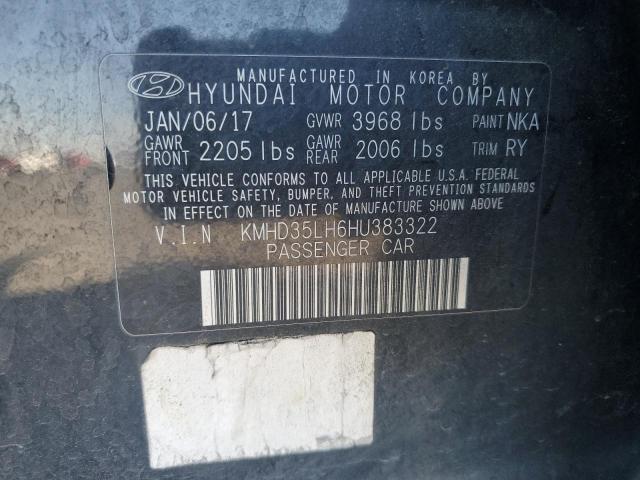 MANUFACTURED IN KOREA BY
HYUNDAI MOTOR COMPANY
JAN/06/17 GVWR 3968 lbs PAINT NKA
GAWR FRONT 2205 lbs GAWR REAR 2006 lbs TRIM RY
THIS VEHICLE CONFORMS TO ALL APPLICABLE U.S.A. FEDERAL
MOTOR VEHICLE SAFETY, BUMPER, AND THEFT PREVENTION STANDARDS
IN EFFECT ON THE DATE OF MANUFACTURE SHOWN ABOVE.
V.I.N KMHD35LH6HU383322
PASSENGER CAR